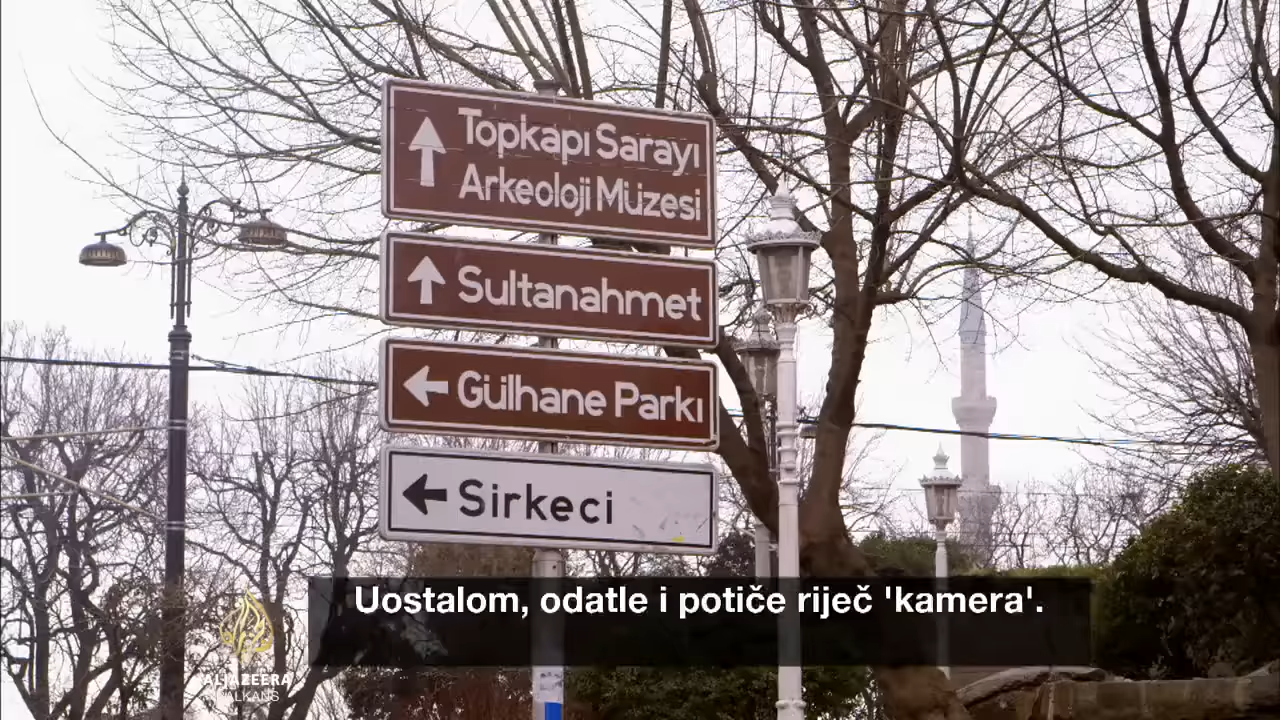 Topkapı Sarayı
Arkeoloji Müzesi
Sultanahmet
Gülhane Parkı
Sirkeci
Uostalom, odatle i potiče riječ 'kamera'.
ALJAZEERA
BALKANS